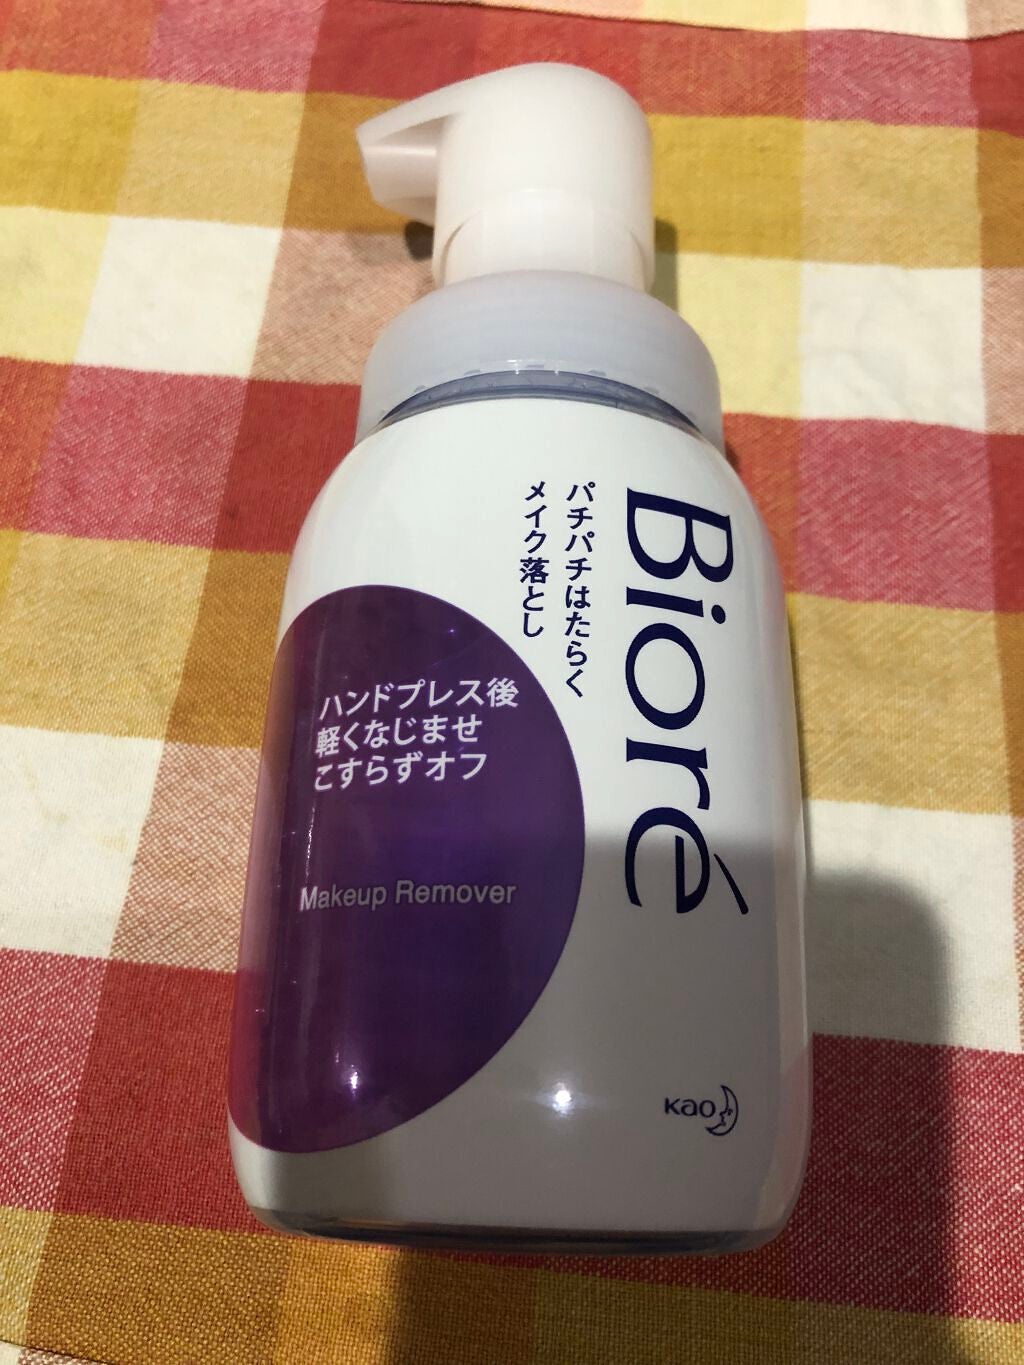 Bioré
パチパチはたらく
メイク落とし
ハンドプレス後
軽くなじませ
こすらずオフ
Makeup Remover
Kao